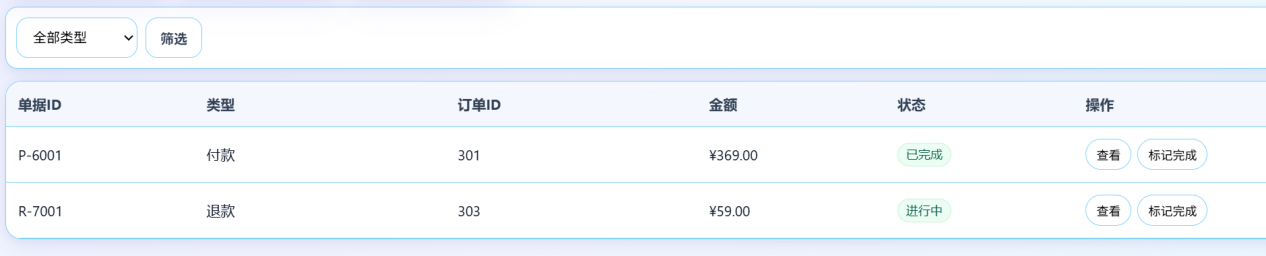 全部类型 筛选
单据ID 类型 订单ID 金额 状态 操作
P-6001 付款 301 ¥369.00 已完成 查看 标记完成
R-7001 退款 303 ¥59.00 进行中 查看 标记完成